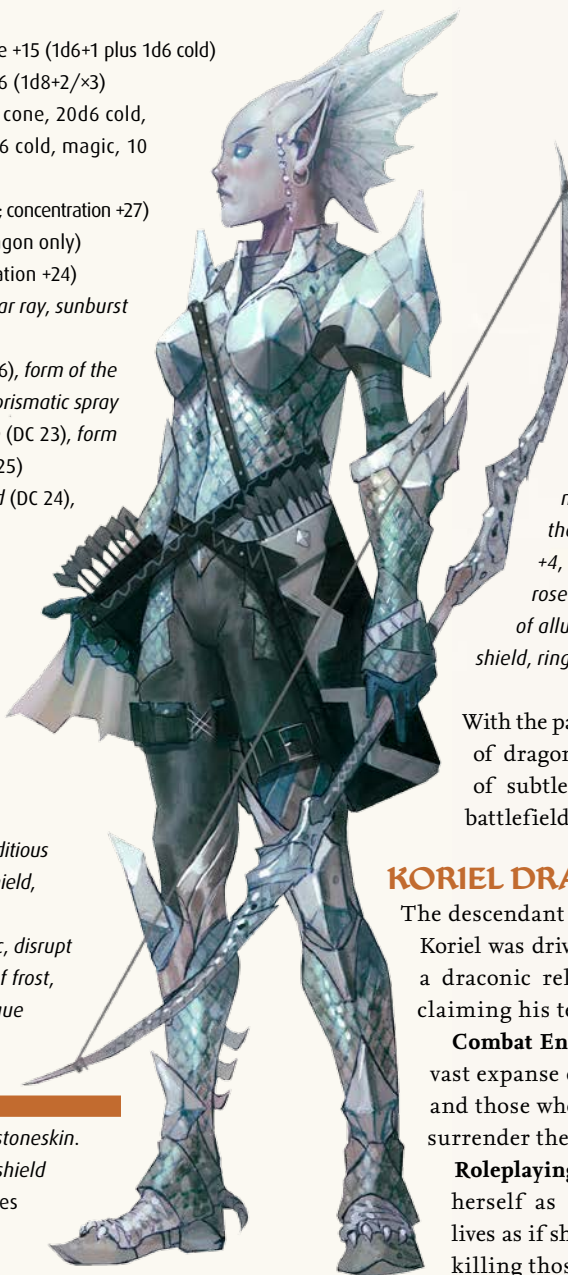 e +15 (1d6+1 plus 1d6 cold)
6 (1d8+2/×3)
cone, 20d6 cold,
6 cold, magic, 10
; concentration +27)
gon only)
ation +24)
ar ray, sunburst
6), form of the
prismatic spray
(DC 23), form
25)
d (DC 24),
ditious
ield,
c, disrupt
f frost,
gue
stoneskin.
shield
es
the
+4,
rose
of allu
shield, ring
With the pa
of dragon
of subtle
battlefield
KORIEL DRA
The descendant
Koriel was driv
a draconic rel
claiming his te
Combat En
vast expanse
and those who
surrender the
Roleplaying
herself as
lives as if sh
killing thos